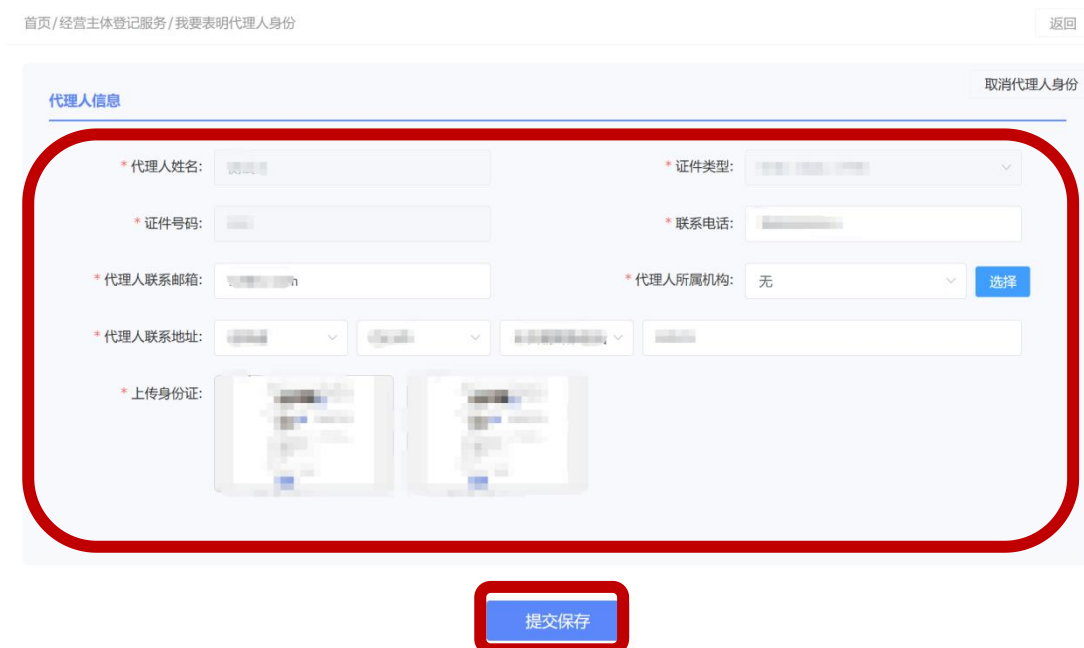 首页/经营主体登记服务/我要表明代理人身份 返回
取消代理人身份
代理人信息
* 代理人姓名: * 证件类型:
* 证件号码: * 联系电话:
* 代理人联系邮箱: * 代理人所属机构: 无 选择
* 代理人联系地址:
* 上传身份证:
提交保存